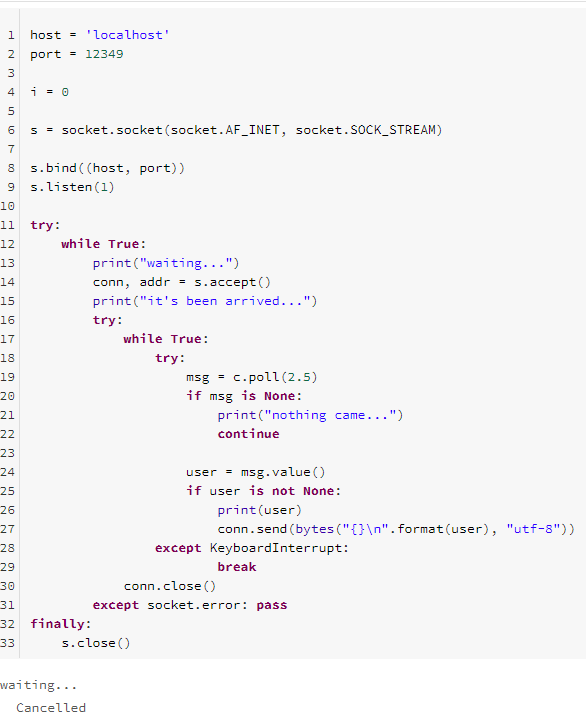 1 host = 'localhost'
2 port = 12349
3
4 i = 0
5
6 s = socket.socket(socket.AF_INET, socket.SOCK_STREAM)
7
8 s.bind((host, port))
9 s.listen(1)
10
11 try:
12     while True:
13         print("waiting...")
14         conn, addr = s.accept()
15         print("it's been arrived...")
16         try:
17             while True:
18                 try:
19                     msg = c.poll(2.5)
20                     if msg is None:
21                         print("nothing came...")
22                         continue
23
24                     user = msg.value()
25                     if user is not None:
26                         print(user)
27                         conn.send(bytes("{}\n".format(user), "utf-8"))
28                 except KeyboardInterrupt:
29                         break
30             conn.close()
31         except socket.error: pass
32 finally:
33     s.close()
waiting...
Cancelled